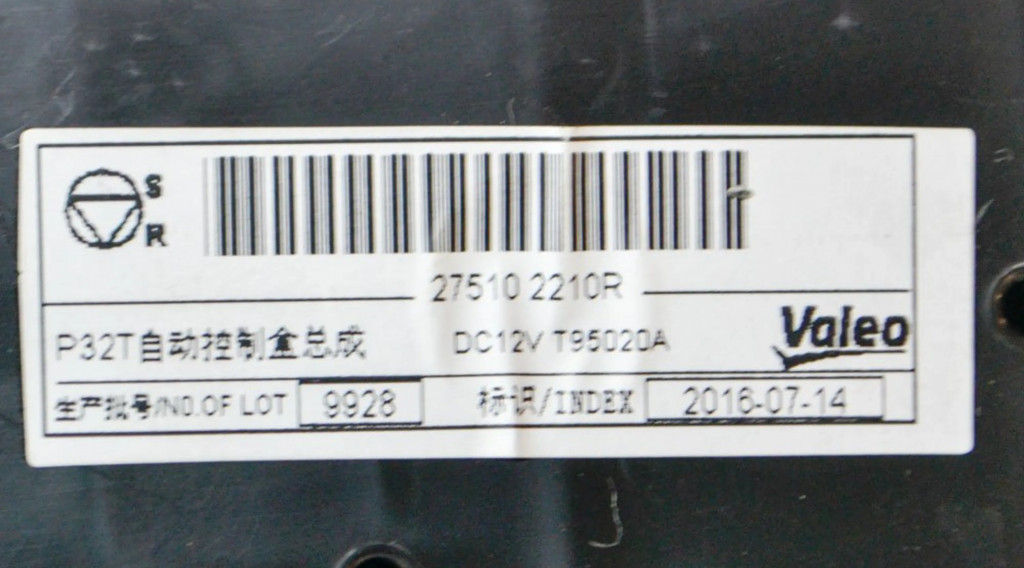 S
R
27510 2210R
P32T自动控制盒总成 DC12V T95020A Valeo
生产批号/NO.OF LOT 9928 标识/INDEX 2016-07-14